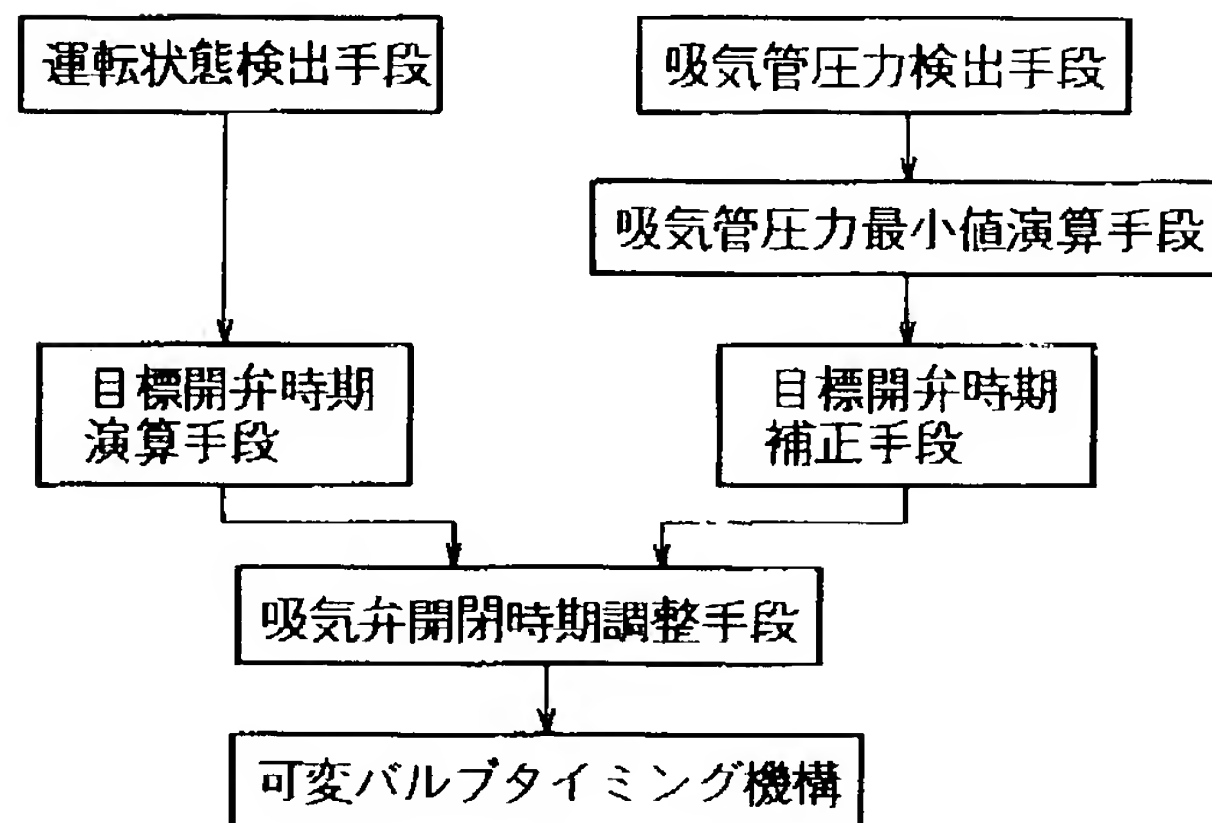 運転状態検出手段
吸気管圧力検出手段
吸気管圧力最小値演算手段
目標開弁時期
演算手段
目標開弁時期
補正手段
吸気弁開閉時期調整手段
可変バルブタイミング機構